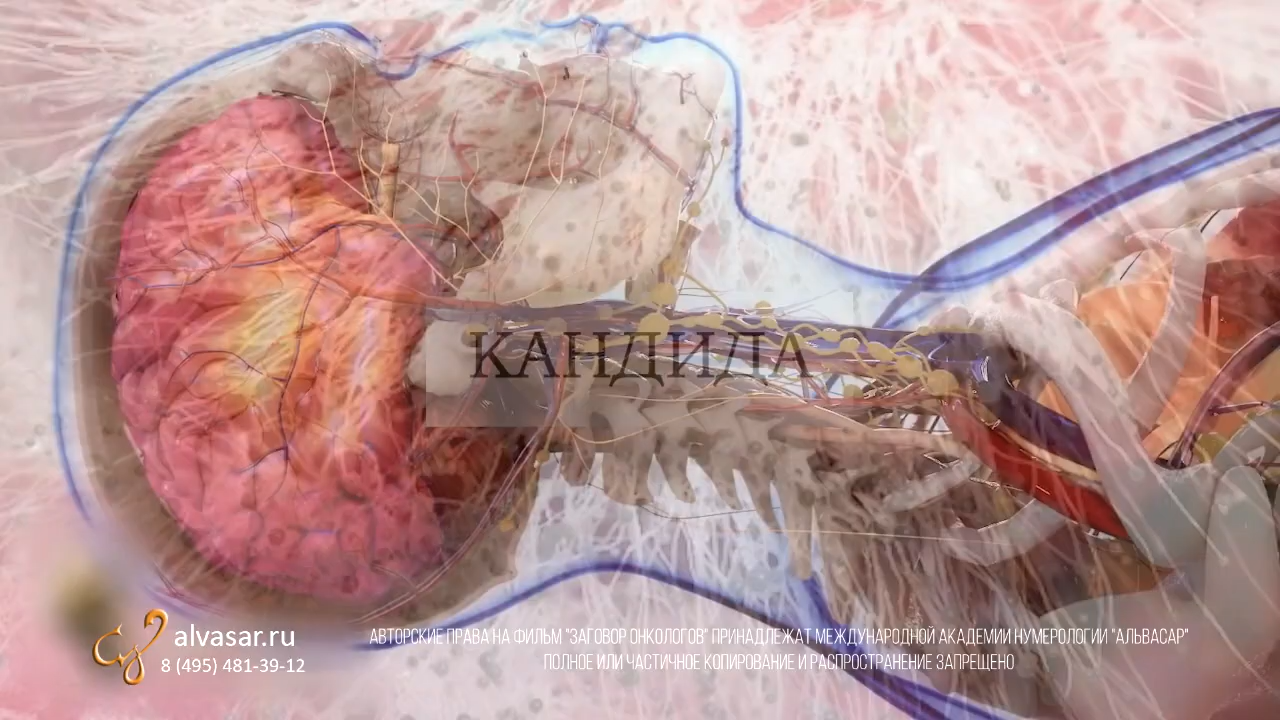 КАНДИДА
alvasar.ru
8 (495) 481-39-12
АВТОРСКИЕ ПРАВА НА ФИЛЬМ "ЗАГОВОР ОНКОЛОГОВ" ПРИНАДЛЕЖАТ МЕЖДУНАРОДНОЙ АКАДЕМИИ НУМЕРОЛОГИИ "АЛЬВАСАР"
ПОЛНОЕ ИЛИ ЧАСТИЧНОЕ КОПИРОВАНИЕ И РАСПРОСТРАНЕНИЕ ЗАПРЕЩЕНО